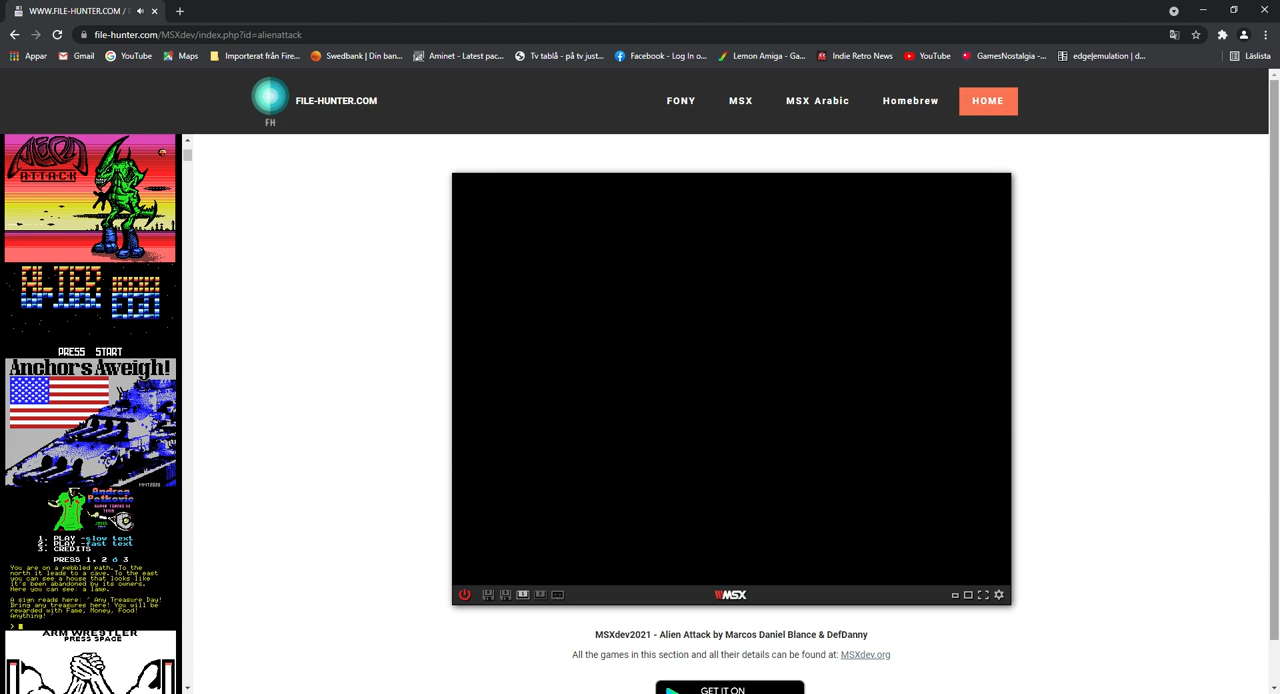 WWW.FILE-HUNTER.COM /
file-hunter.com/MSXdev/index.php?id=alienattack
Appar
Gmail
YouTube
Maps
Importerat från Fire...
Swedbank | Din ban...
Aminet - Latest pac...
Tv tablå - på tv just...
Facebook - Log In o...
Lemon Amiga - Ga...
Indie Retro News
YouTube
GamesNostalgia -...
edge|emulation | d...
Läslista
FH
FILE-HUNTER.COM
FONY
MSX
MSX Arabic
Homebrew
HOME
ALIEN
ATTACK
PRESS START
Anchors Aweigh!
Andrea
Petkovic
SUPER TENNIS
1. PLAY -slow text
2. PLAY -fast text
3. CREDITS
PRESS 1, 2 ó 3
You are on a pebbled path. To the
north it leads to a cave. To the east
you can see a house that looks like
it's been abandoned by its owners.
Here you can see: a lamp.
A sign reads here: " Any Treasure Day!
Bring any treasures here! You will be
rewarded with Fame, Money, Food!
Anything! "
>
ARM WRESTLER
PRESS SPACE
WMSX
MSXdev2021 - Alien Attack by Marcos Daniel Blance & DefDanny
All the games in this section and all their details can be found at: MSXdev.org
GET IT ON